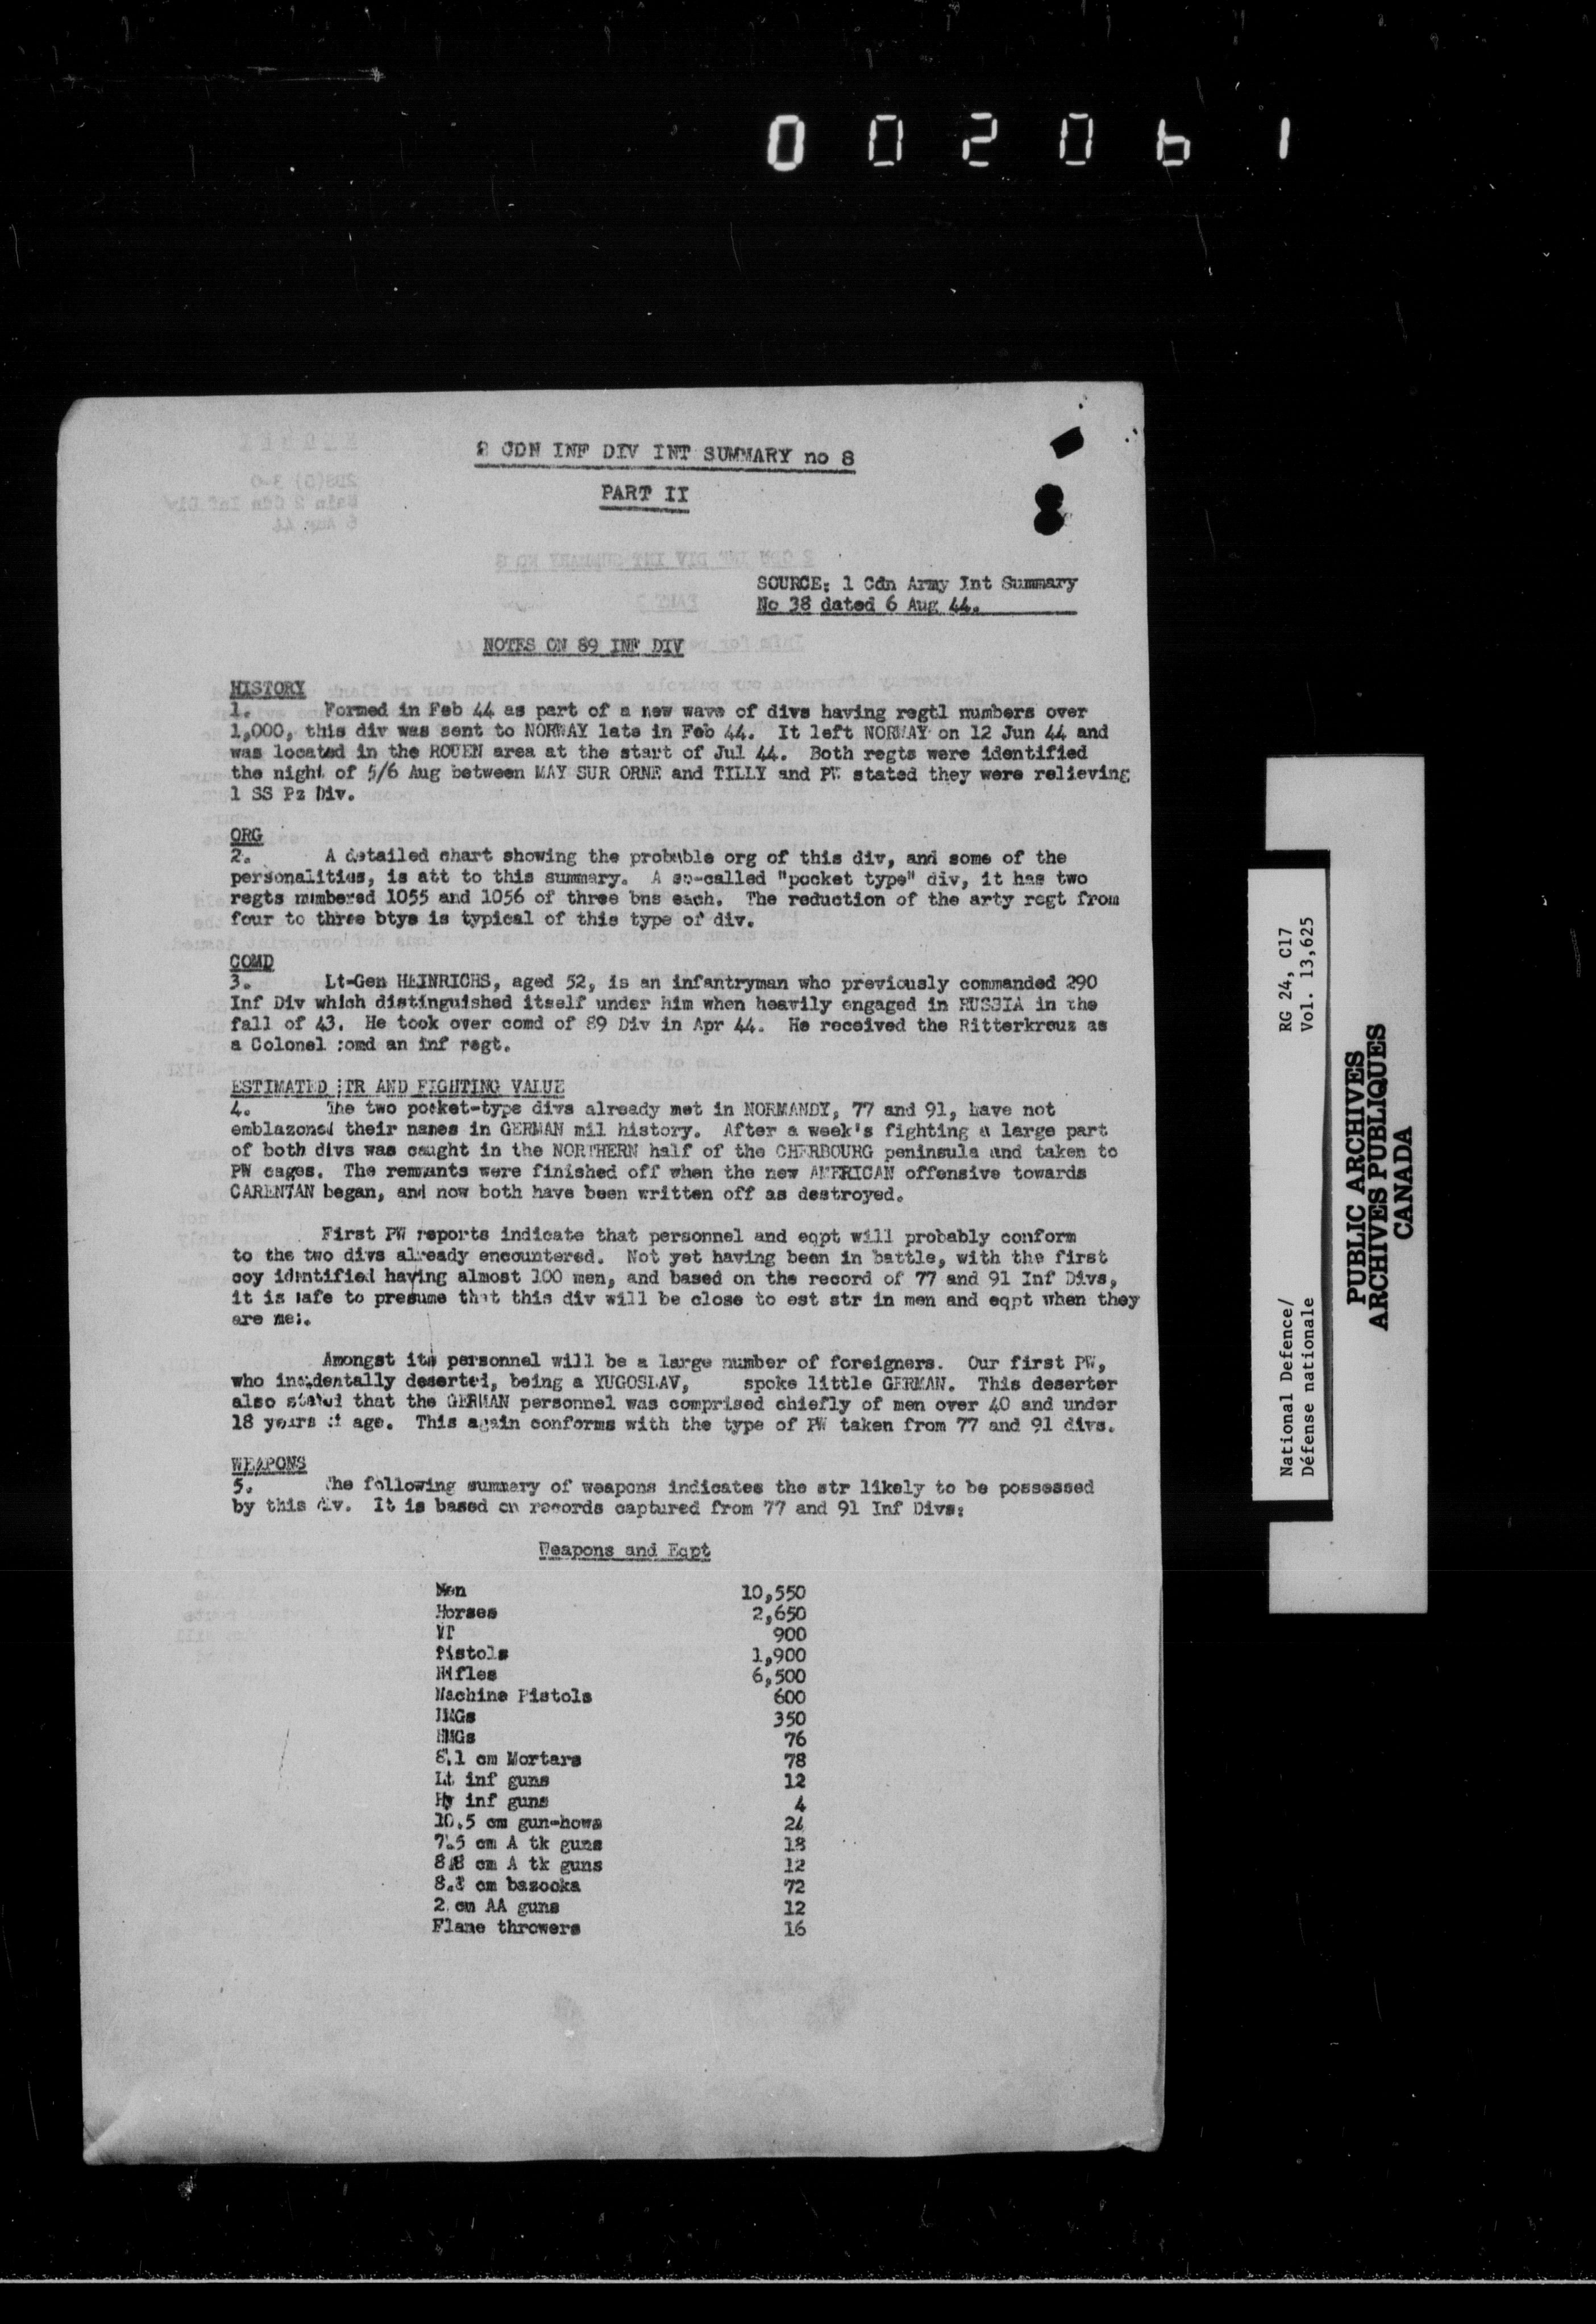 002061
2 CDN INF DIV INT SUMMARY no 8
PART II
SOURCE: 1 Cdn Army Int Summary
No 38 dated 6 Aug 44.
NOTES ON 89 INF DIV
HISTORY
1. Formed in Feb 44 as part of a new wave of divs having regtl numbers over
1,000, this div was sent to NORWAY late in Feb 44. It left NORWAY on 12 Jun 44 and
was located in the ROUEN area at the start of Jul 44. Both regts were identified
the night of 5/6 Aug between MAY SUR ORNE and TILLY and PW stated they were relieving
1 SS Pz Div.
ORG
2. A detailed chart showing the probable org of this div, and some of the
personalities, is att to this summary. A so-called "pocket type" div, it has two
regts numbered 1055 and 1056 of three bns each. The reduction of the arty regt from
four to three btys is typical of this type of div.
COMD
3. Lt-Gen HEINRICHS, aged 52, is an infantryman who previously commanded 290
Inf Div which distinguished itself under him when heavily engaged in RUSSIA in the
fall of 43. He took over comd of 89 Div in Apr 44. He received the Ritterkreuz as
a Colonel comd an inf regt.
ESTIMATED STR AND FIGHTING VALUE
4. The two pocket-type divs already met in NORMANDY, 77 and 91, have not
emblazoned their names in GERMAN mil history. After a week's fighting a large part
of both divs was caught in the NORTHERN half of the CHERBOURG peninsula and taken to
PW cages. The remnants were finished off when the new AMERICAN offensive towards
CARENTAN began, and now both have been written off as destroyed.
First PW reports indicate that personnel and eqpt will probably conform
to the two divs already encountered. Not yet having been in battle, with the first
coy identified having almost 100 men, and based on the record of 77 and 91 Inf Divs,
it is safe to presume that this div will be close to est str in men and eqpt when they
are met.
Amongst its personnel will be a large number of foreigners. Our first PW,
who incidentally deserted, being a YUGOSLAV, spoke little GERMAN. This deserter
also stated that the GERMAN personnel was comprised chiefly of men over 40 and under
18 years of age. This again conforms with the type of PW taken from 77 and 91 divs.
WEAPONS
5. The following summary of weapons indicates the str likely to be possessed
by this div. It is based on records captured from 77 and 91 Inf Divs:
Weapons and Eqpt
Men 10,550
Horses 2,650
MT 900
Pistols 1,900
Rifles 6,500
Machine Pistols 600
LMGs 350
HMGs 76
8.1 cm Mortars 78
Lt inf guns 12
Hy inf guns 4
10.5 cm gun-hows 24
7.5 cm A tk guns 18
8.8 cm A tk guns 12
8.8 cm bazooka 72
2 cm AA guns 12
Flame throwers 16
National Defence/
Défense nationale
RG 24, C17
Vol. 13,625
PUBLIC ARCHIVES
ARCHIVES PUBLIQUES
CANADA